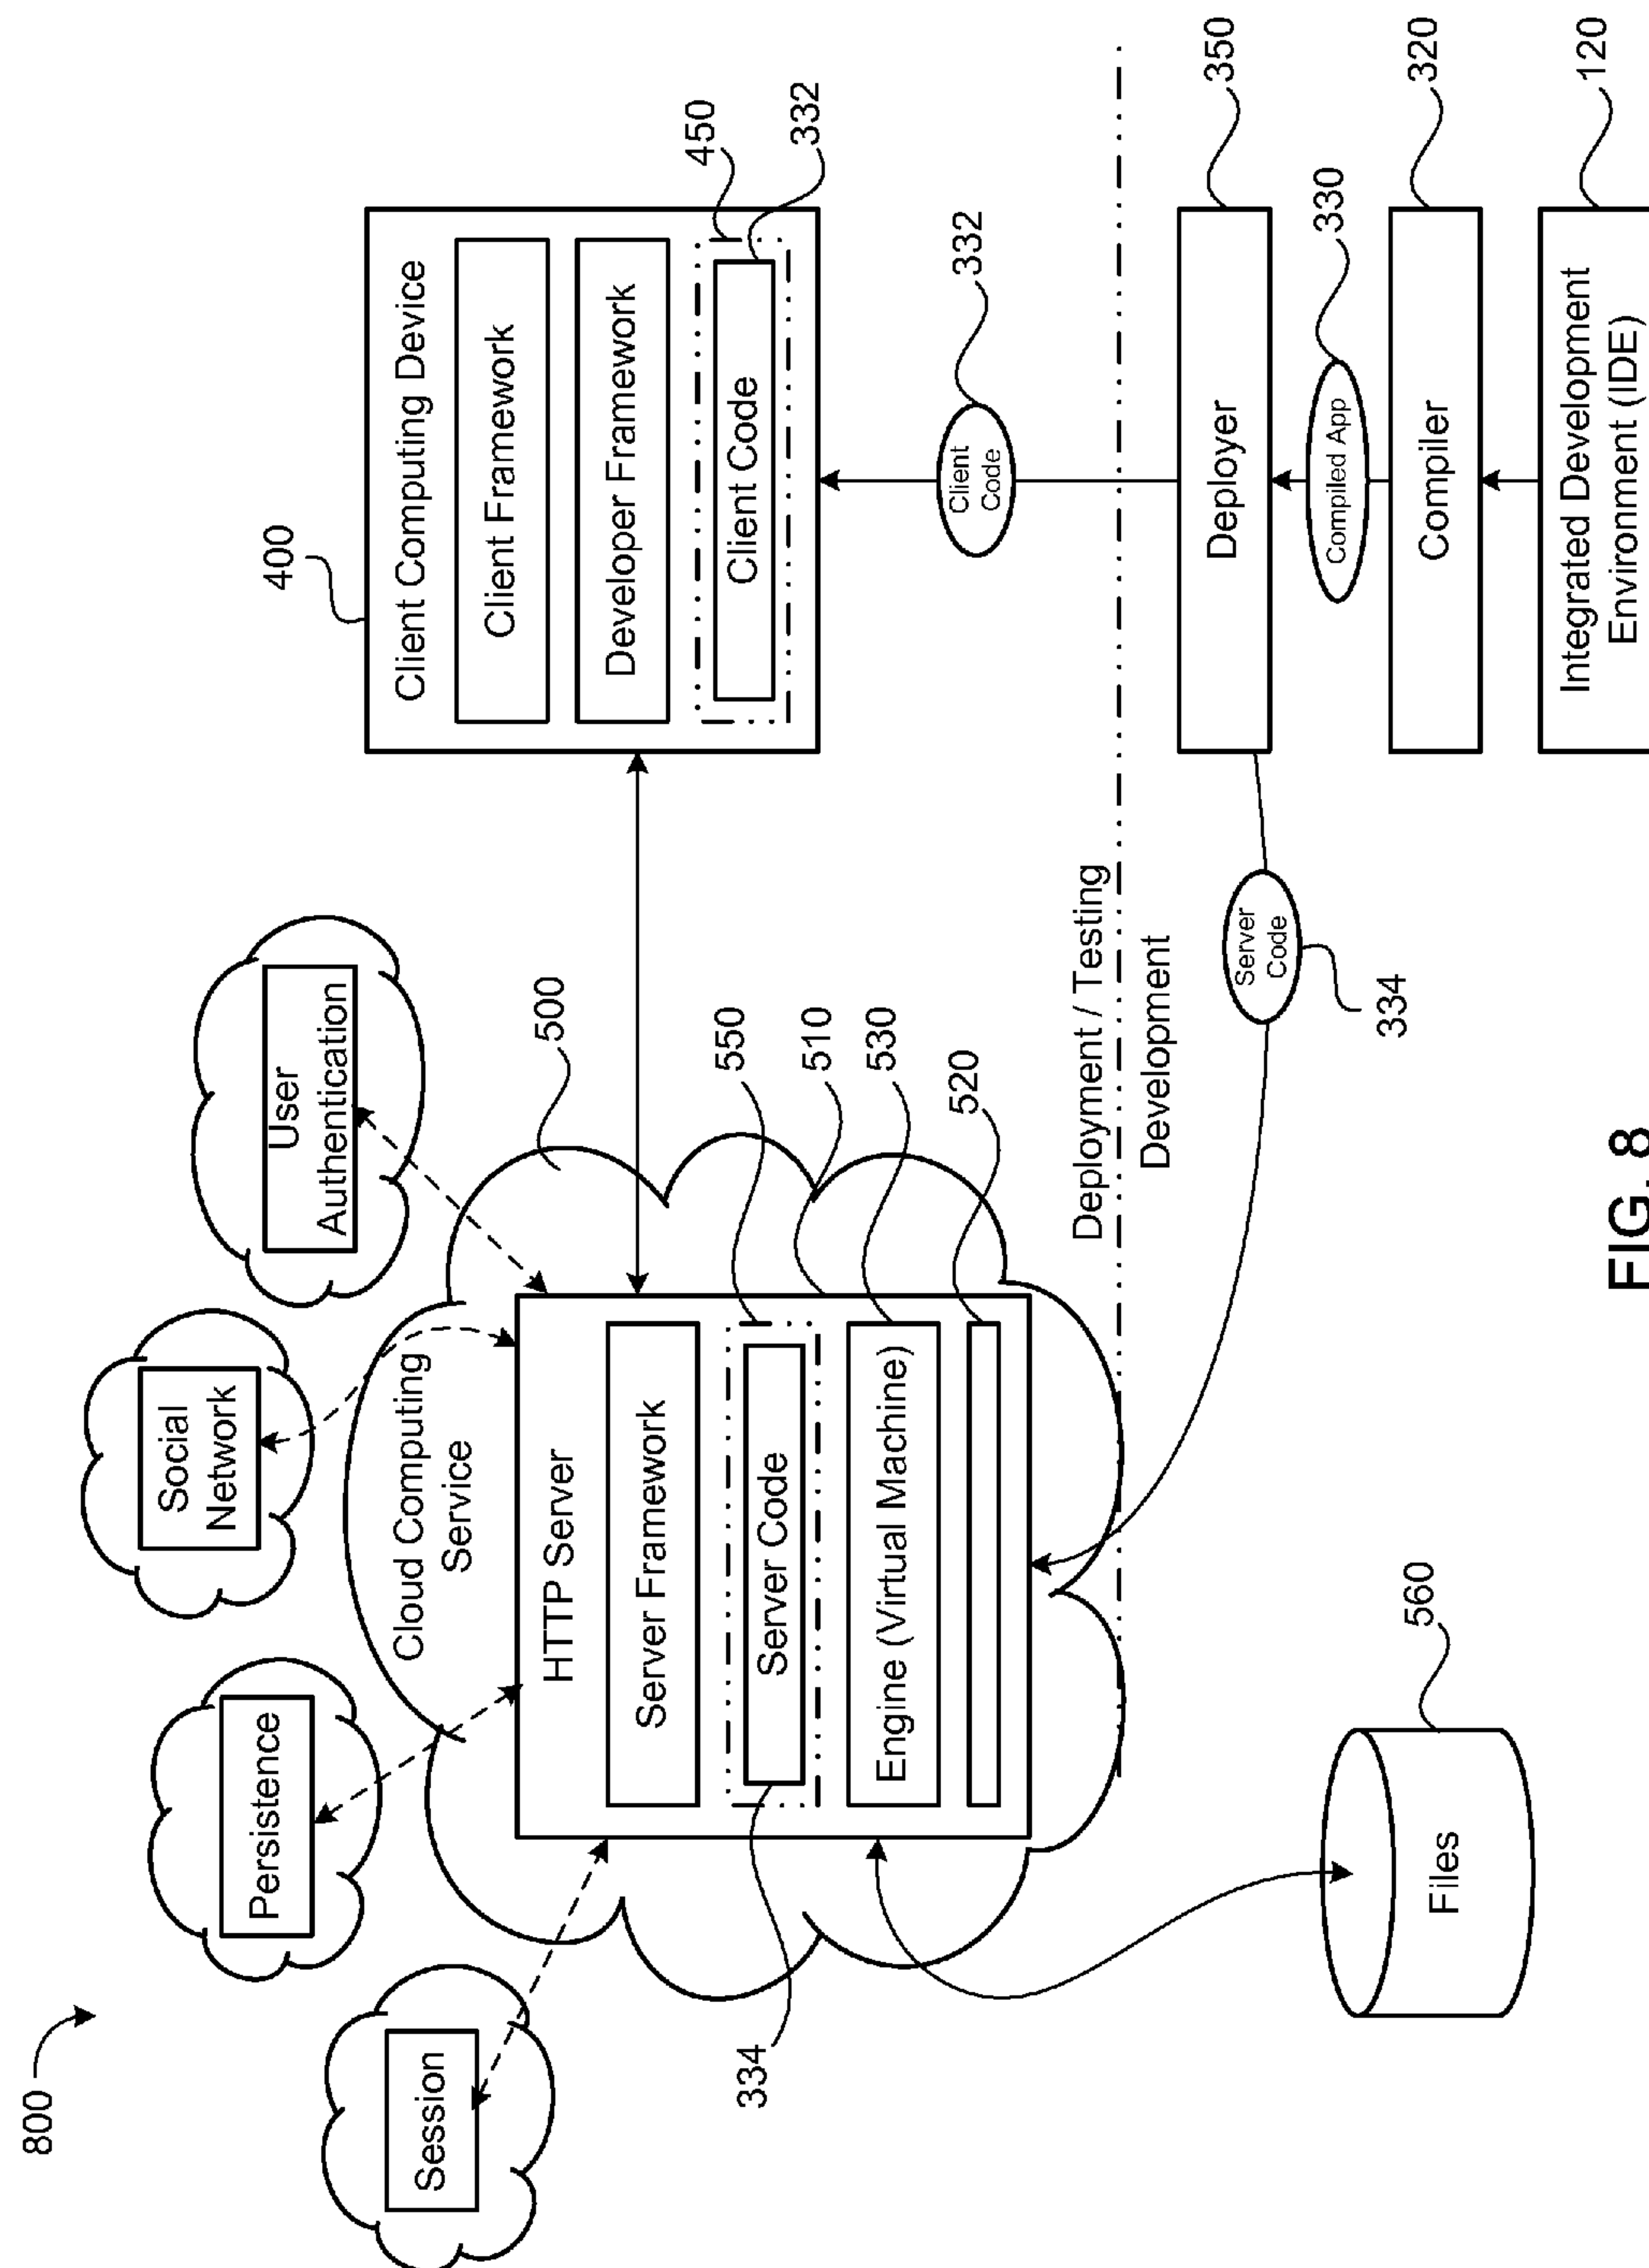 800
Session
Persistence
Social
Network
User
Authentication
Cloud Computing
Service
500
HTTP Server
Server Framework
Server Code
Engine (Virtual Machine)
550
510
530
520
334
400
Client Computing Device
Client Framework
Developer Framework
Client Code
450
332
Client
Code
332
Deployment / Testing
Development
Deployer
350
Compiled App
330
Compiler
320
Integrated Development
Environment (IDE)
120
Server
Code
334
Files
560
FIG. 8